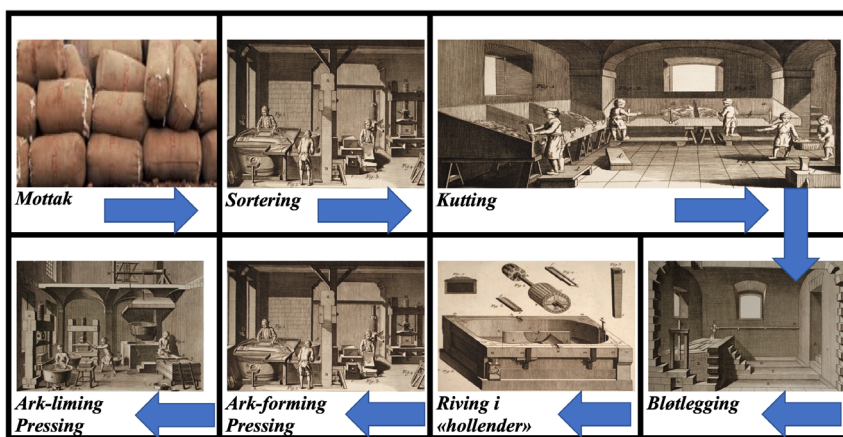 Mottak
Sortering
Kutting
Ark-liming
Pressing
Ark-forming
Pressing
Riving i
«hollender»
Bløtlegging